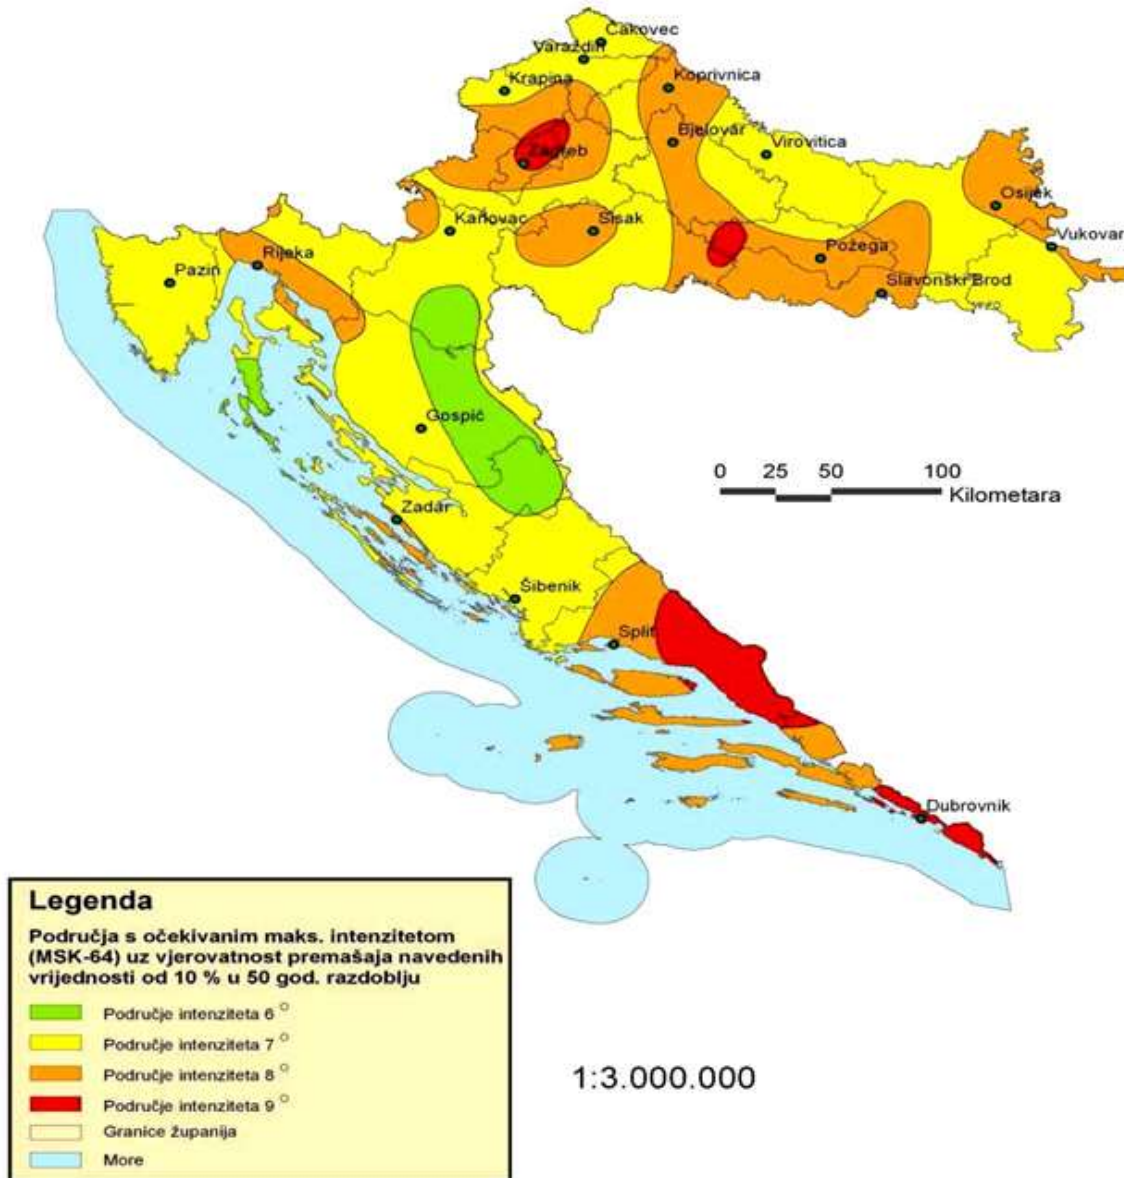 Čakovec
Varaždin
Krapina
Koprivnica
Bjelovar
Virovitica
Zagreb
Osijek
Karlovac
Sisak
Vukovar
Požega
Rijeka
Pazin
Slavonski Brod
Gospić
0 25 50 100
Kilometara
Zadar
Šibenik
Split
Dubrovnik
Legenda
Područja s očekivanim maks. intenzitetom
(MSK-64) uz vjerovatnost premašaja navedenih
vrijednosti od 10 % u 50 god. razdoblju
Područje intenziteta 6 °
Područje intenziteta 7 °
Područje intenziteta 8 °
Područje intenziteta 9 °
Granice županija
More
1:3.000.000